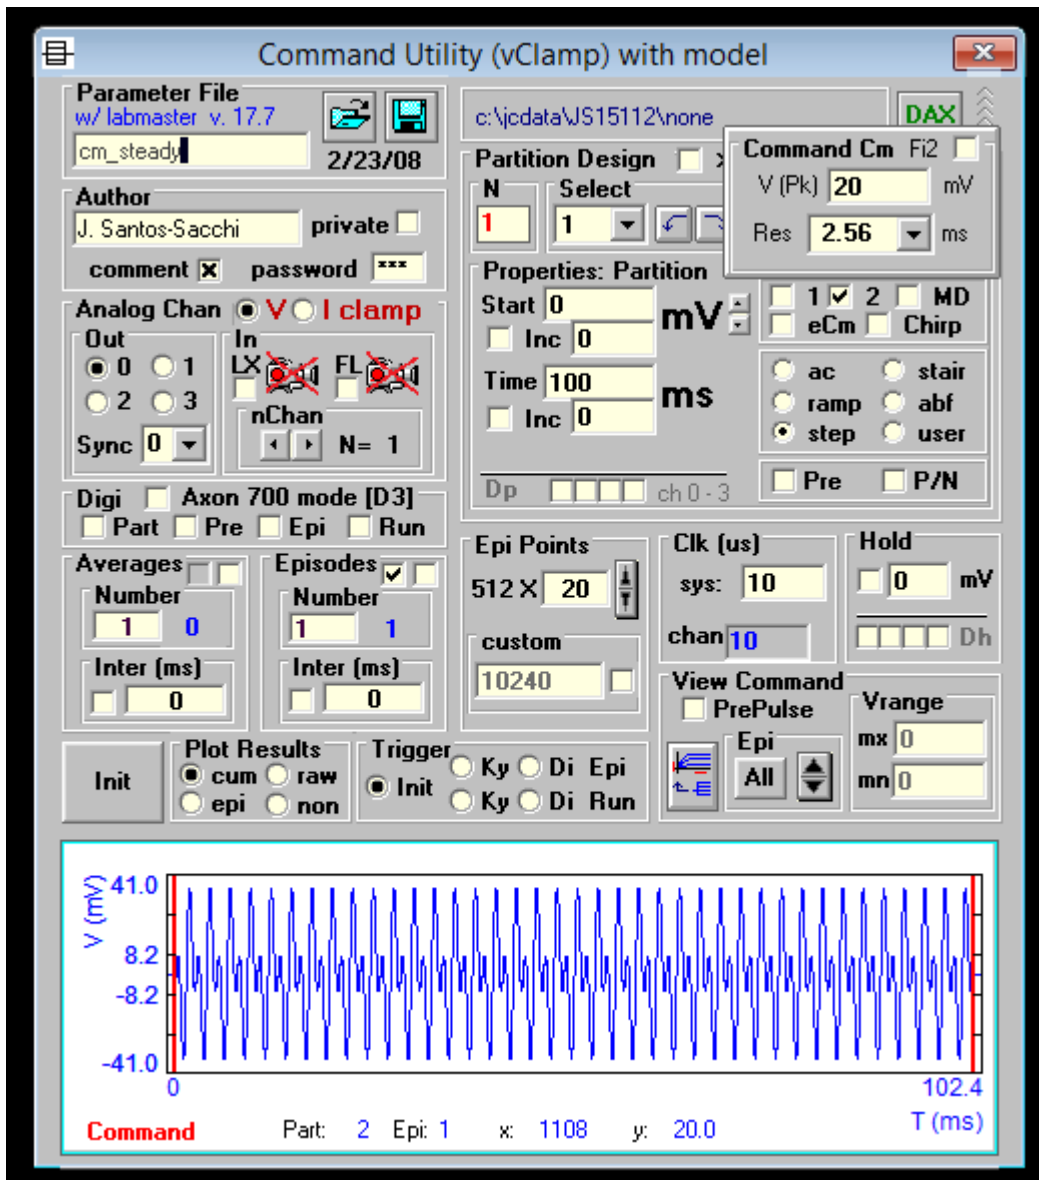 Command Utility (vClamp) with model
Parameter File
w/ labmaster v. 17.7
cm_steady
2/23/08
Author
J. Santos-Sacchi
private
comment
password ***
Analog Chan V I clamp
Out
0 1
2 3
Sync 0
In
LX FL
nChan
N= 1
Digi Axon 700 mode [D3]
Part Pre Epi Run
Averages
Number
1 0
Inter (ms)
0
Episodes
Number
1 1
Inter (ms)
0
c:\jcdata\JS15112\none
DAX
Command Cm Fi2
V (Pk) 20 mV
Res 2.56 ms
Partition Design
N
1
Select
1
Properties: Partition
Start 0 mV
Inc 0
Time 100 ms
Inc 0
Dp ch 0 - 3
1 2 MD
eCm Chirp
ac stair
ramp abf
step user
Pre P/N
Epi Points
512 X 20
custom
10240
Clk (us)
sys: 10
chan 10
Hold
0 mV
Dh
View Command
PrePulse
Epi
All
Vrange
mx 0
mn 0
Init
Plot Results
cum raw
epi non
Trigger
Init
Ky Di Epi
Ky Di Run
V (mV)
41.0
8.2
-8.2
-41.0
0 102.4
T (ms)
Command Part: 2 Epi: 1 x: 1108 y: 20.0